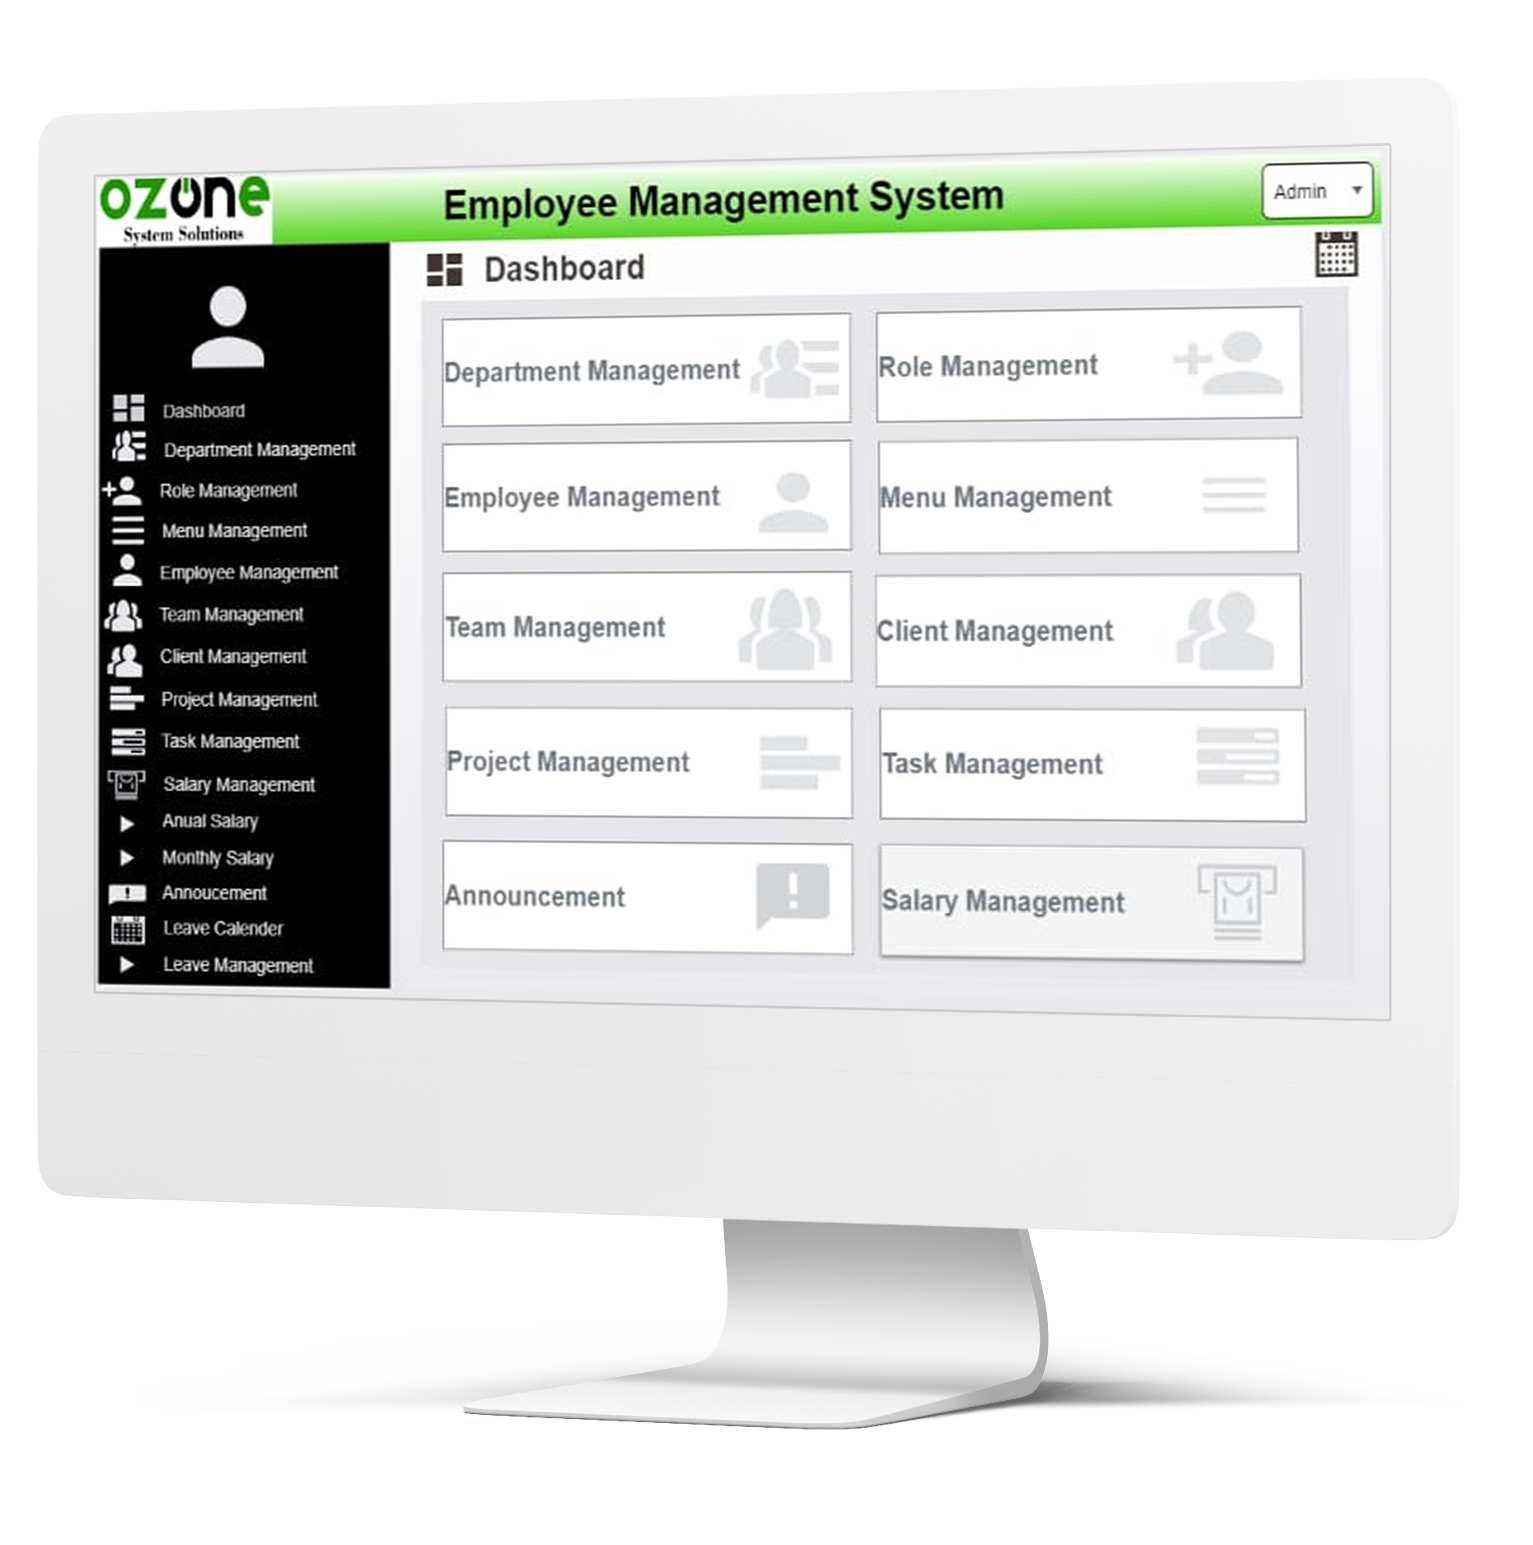 ozone
System Solutions
Employee Management System
Admin
Dashboard
Dashboard
Department Management
Role Management
Menu Management
Employee Management
Team Management
Client Management
Project Management
Task Management
Salary Management
Anual Salary
Monthly Salary
Annoucement
Leave Calender
Leave Management
Department Management
Role Management
Employee Management
Menu Management
Team Management
Client Management
Project Management
Task Management
Announcement
Salary Management